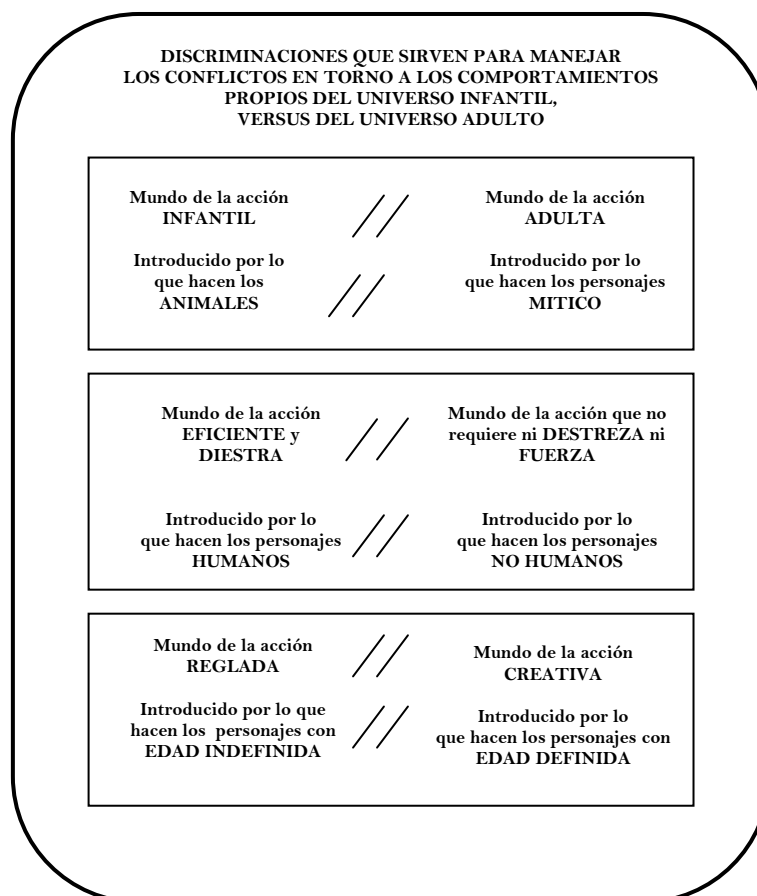 DISCRIMINACIONES QUE SIRVEN PARA MANEJAR
LOS CONFLICTOS EN TORNO A LOS COMPORTAMIENTOS
PROPIOS DEL UNIVERSO INFANTIL,
VERSUS DEL UNIVERSO ADULTO
Mundo de la acción
INFANTIL
Mundo de la acción
ADULTA
Introducido por lo
que hacen los
ANIMALES
Introducido por lo
que hacen los personajes
MITICO
Mundo de la acción
EFICIENTE y
DIESTRA
Mundo de la acción que no
requiere ni DESTREZA ni
FUERZA
Introducido por lo
que hacen los personajes
HUMANOS
Introducido por lo
que hacen los personajes
NO HUMANOS
Mundo de la acción
REGLADA
Mundo de la acción
CREATIVA
Introducido por lo que
hacen los personajes con
EDAD INDEFINIDA
Introducido por lo
que hacen los personajes con
EDAD DEFINIDA